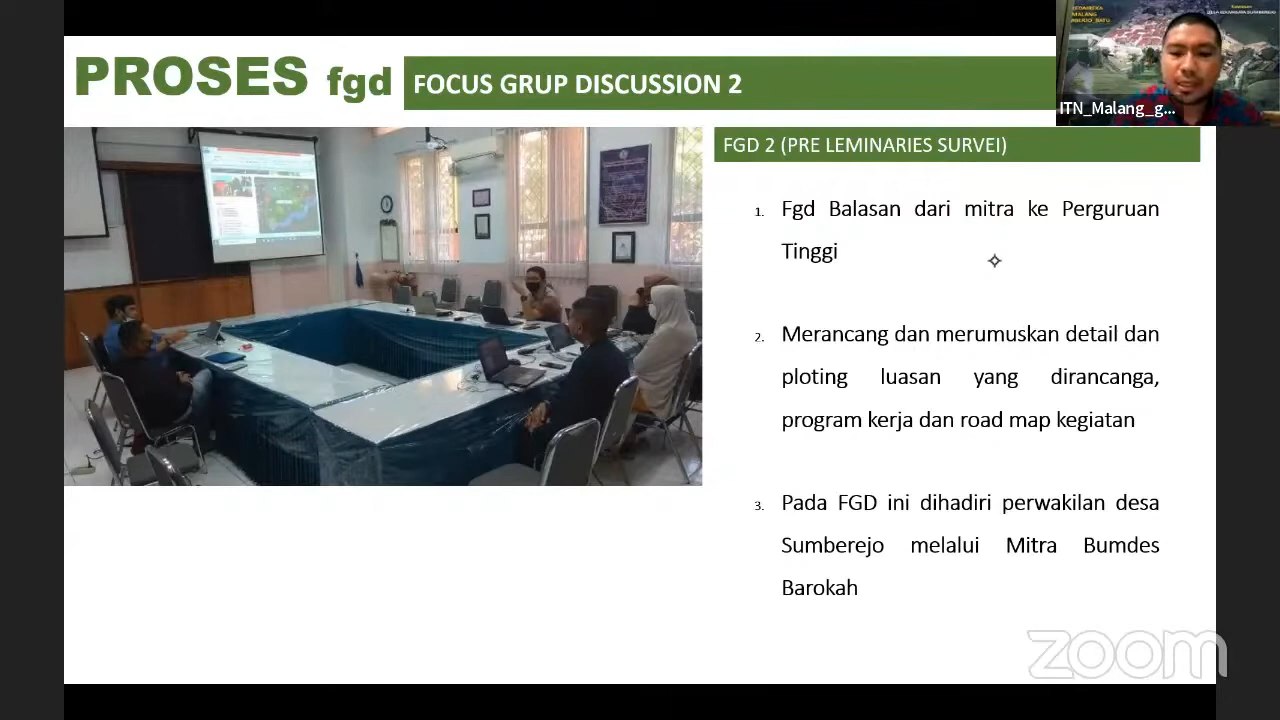 PROSES fgd
FOCUS GRUP DISCUSSION 2
ITN_Malang_g...
FGD 2 (PRE LEMINARIES SURVEI)
1. Fgd Balasan dari mitra ke Perguruan
Tinggi
2. Merancang dan merumuskan detail dan
ploting luasan yang dirancanga,
program kerja dan road map kegiatan
3. Pada FGD ini dihadiri perwakilan desa
Sumberejo melalui Mitra Bumdes
Barokah
zoom